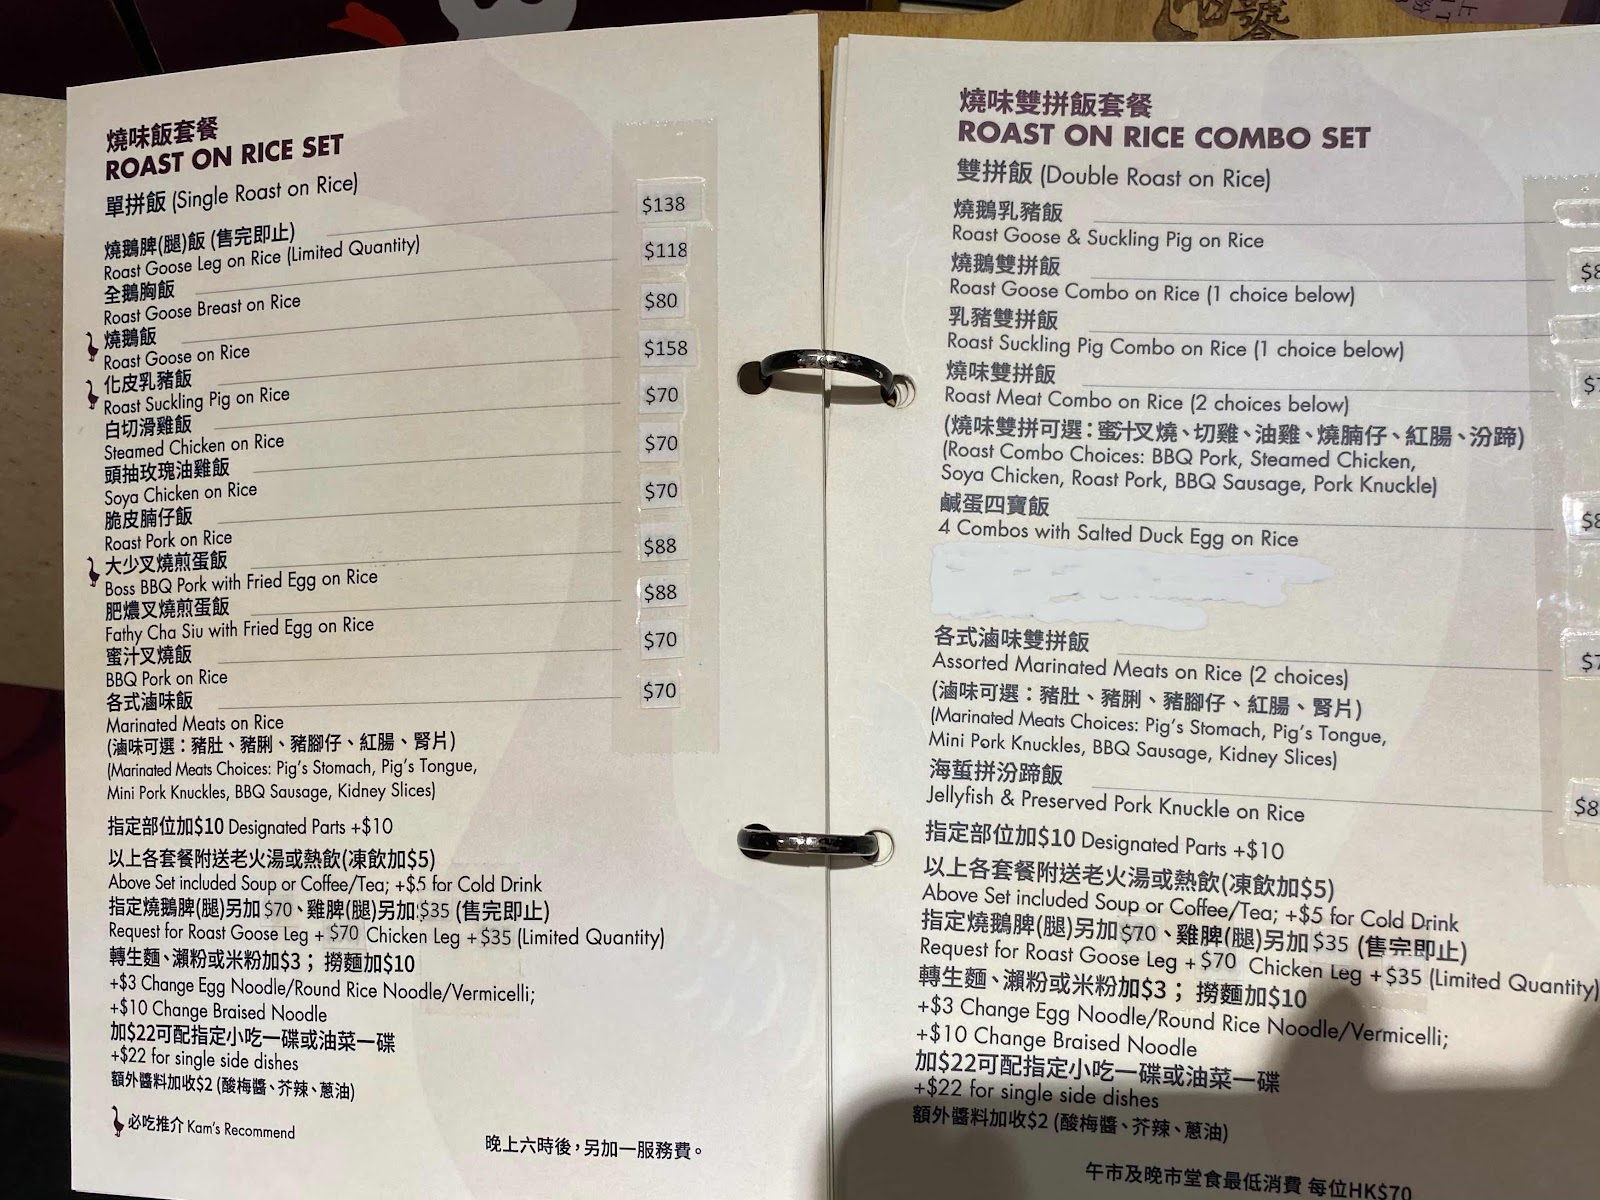 燒味飯套餐
ROAST ON RICE SET
單拼飯 (Single Roast on Rice)
$138
燒鵝脾(腿)飯 (售完即止)
Roast Goose Leg on Rice (Limited Quantity)
$118
全鵝胸飯
Roast Goose Breast on Rice
$80
燒鵝飯
Roast Goose on Rice
$158
化皮乳豬飯
Roast Suckling Pig on Rice
$70
白切滑雞飯
Steamed Chicken on Rice
$70
頭抽玫瑰油雞飯
Soya Chicken on Rice
$70
脆皮腩仔飯
Roast Pork on Rice
$88
大少叉燒煎蛋飯
Boss BBQ Pork with Fried Egg on Rice
$88
肥濃叉燒煎蛋飯
Fathy Cha Siu with Fried Egg on Rice
$70
蜜汁叉燒飯
BBQ Pork on Rice
$70
各式滷味飯
Marinated Meats on Rice
(滷味可選：豬肚、豬脷、豬腳仔、紅腸、腎片)
(Marinated Meats Choices: Pig's Stomach, Pig's Tongue,
Mini Pork Knuckles, BBQ Sausage, Kidney Slices)
指定部位加$10 Designated Parts +$10
以上各套餐附送老火湯或熱飲(凍飲加$5)
Above Set included Soup or Coffee/Tea; +$5 for Cold Drink
指定燒鵝脾(腿)另加$70、雞脾(腿)另加$35 (售完即止)
Request for Roast Goose Leg + $70 Chicken Leg + $35 (Limited Quantity)
轉生麵、瀨粉或米粉加$3；撈麵加$10
+$3 Change Egg Noodle/Round Rice Noodle/Vermicelli;
+$10 Change Braised Noodle
加$22可配指定小吃一碟或油菜一碟
+$22 for single side dishes
額外醬料加收$2 (酸梅醬、芥辣、蔥油)
必吃推介 Kam's Recommend
晚上六時後，另加一服務費。
燒味雙拼飯套餐
ROAST ON RICE COMBO SET
雙拼飯 (Double Roast on Rice)
燒鵝乳豬飯
Roast Goose & Suckling Pig on Rice
燒鵝雙拼飯
Roast Goose Combo on Rice (1 choice below)
乳豬雙拼飯
Roast Suckling Pig Combo on Rice (1 choice below)
燒味雙拼飯
Roast Meat Combo on Rice (2 choices below)
(燒味雙拼可選：蜜汁叉燒、切雞、油雞、燒腩仔、紅腸、汾蹄)
(Roast Combo Choices: BBQ Pork, Steamed Chicken,
Soya Chicken, Roast Pork, BBQ Sausage, Pork Knuckle)
鹹蛋四寶飯
4 Combos with Salted Duck Egg on Rice
各式滷味雙拼飯
Assorted Marinated Meats on Rice (2 choices)
(滷味可選：豬肚、豬脷、豬腳仔、紅腸、腎片)
(Marinated Meats Choices: Pig's Stomach, Pig's Tongue,
Mini Pork Knuckles, BBQ Sausage, Kidney Slices)
海蜇拼汾蹄飯
Jellyfish & Preserved Pork Knuckle on Rice
指定部位加$10 Designated Parts +$10
以上各套餐附送老火湯或熱飲(凍飲加$5)
Above Set included Soup or Coffee/Tea; +$5 for Cold Drink
指定燒鵝脾(腿)另加$70、雞脾(腿)另加$35 (售完即止)
Request for Roast Goose Leg + $70 Chicken Leg + $35 (Limited Quantity)
轉生麵、瀨粉或米粉加$3；撈麵加$10
+$3 Change Egg Noodle/Round Rice Noodle/Vermicelli;
+$10 Change Braised Noodle
加$22可配指定小吃一碟或油菜一碟
+$22 for single side dishes
額外醬料加收$2 (酸梅醬、芥辣、蔥油)
午市及晚市堂食最低消費 每位HK$70